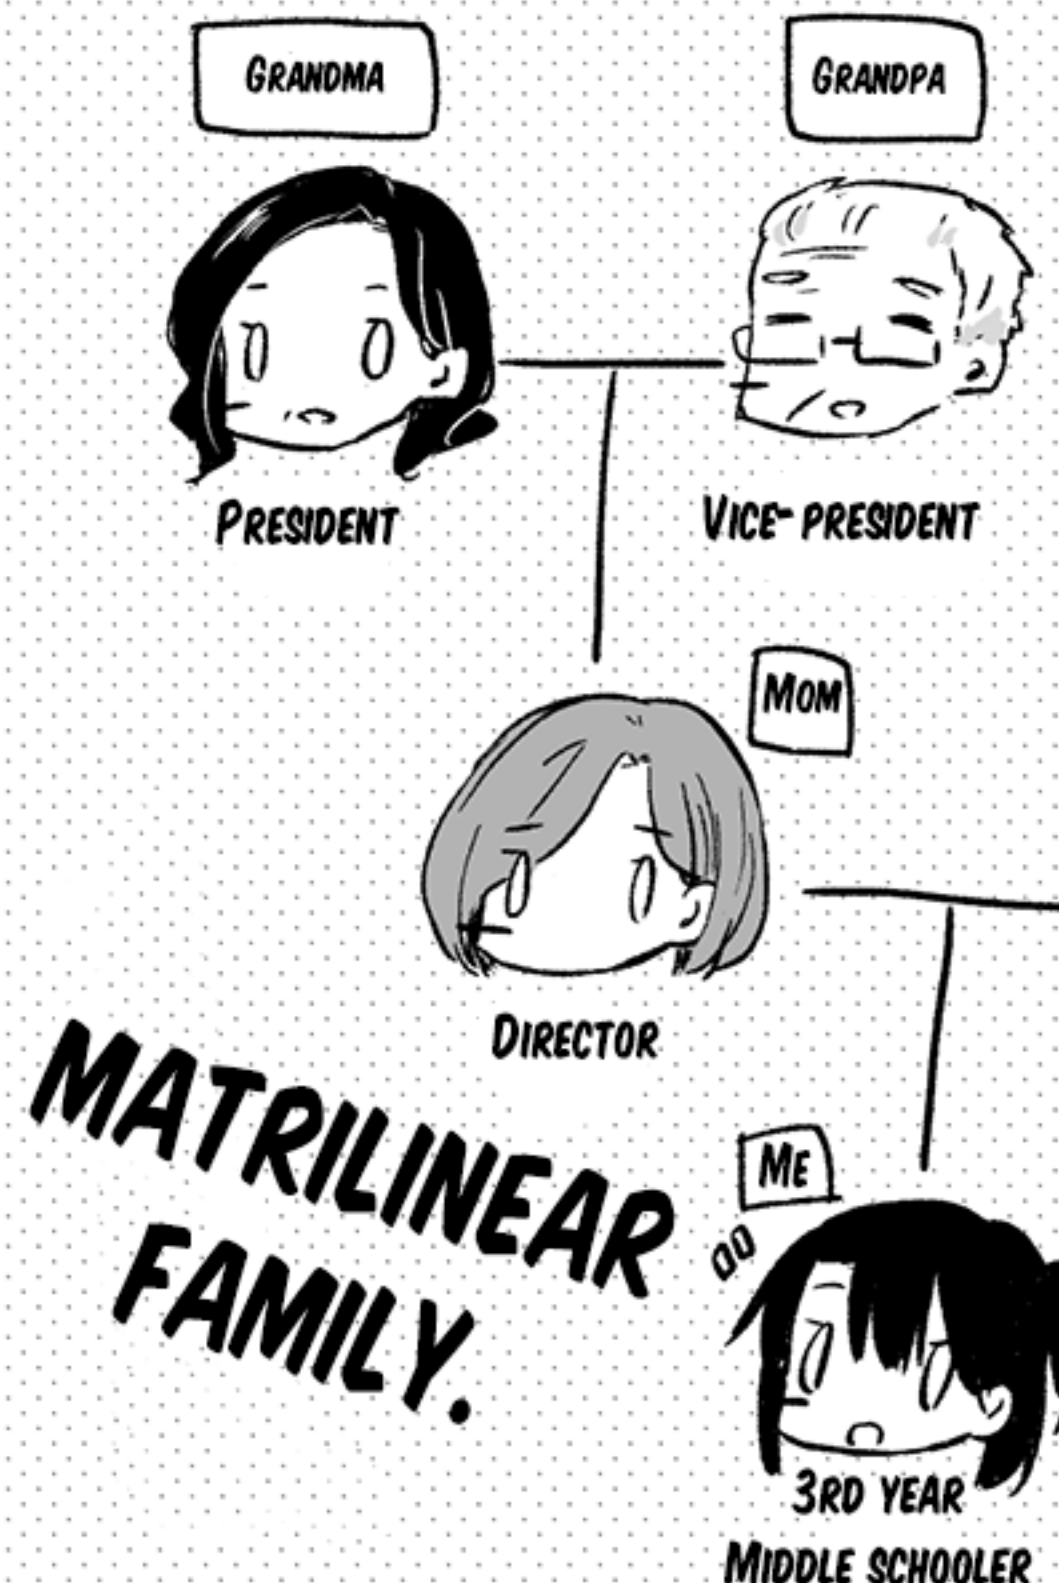 GRANDMA
GRANDPA
PRESIDENT
VICE-PRESIDENT
MOM
DIRECTOR
MATRILINEAR
FAMILY.
ME
3RD YEAR
MIDDLE SCHOOLER